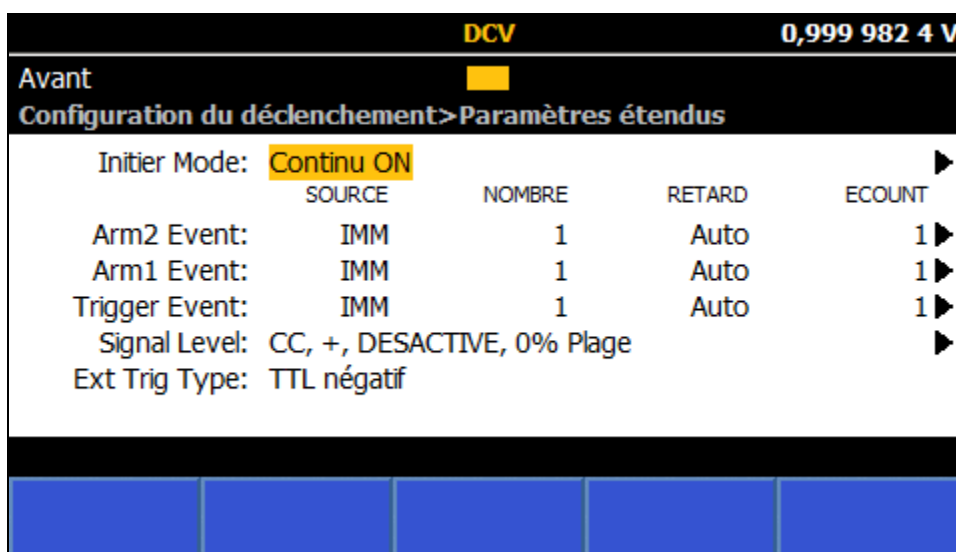 DCV 0,999 982 4 V
Avant
Configuration du déclenchement>Paramètres étendus
Initier Mode: Continu ON
SOURCE NOMBRE RETARD ECOUNT
Arm2 Event: IMM 1 Auto 1
Arm1 Event: IMM 1 Auto 1
Trigger Event: IMM 1 Auto 1
Signal Level: CC, +, DESACTIVE, 0% Plage
Ext Trig Type: TTL négatif